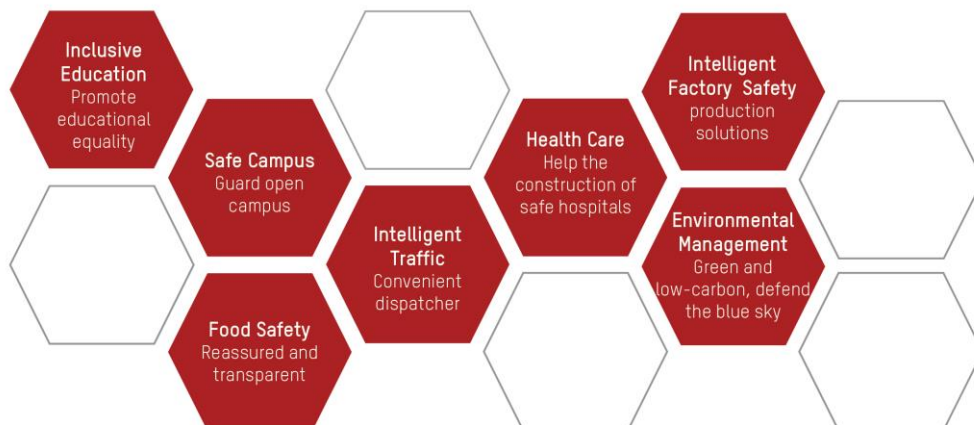 Inclusive
Education
Promote
educational
equality
Safe Campus
Guard open
campus
Food Safety
Reassured and
transparent
Intelligent
Traffic
Convenient
dispatcher
Health Care
Help the
construction of
safe hospitals
Intelligent
Factory Safety
production
solutions
Environmental
Management
Green and
low-carbon, defend
the blue sky